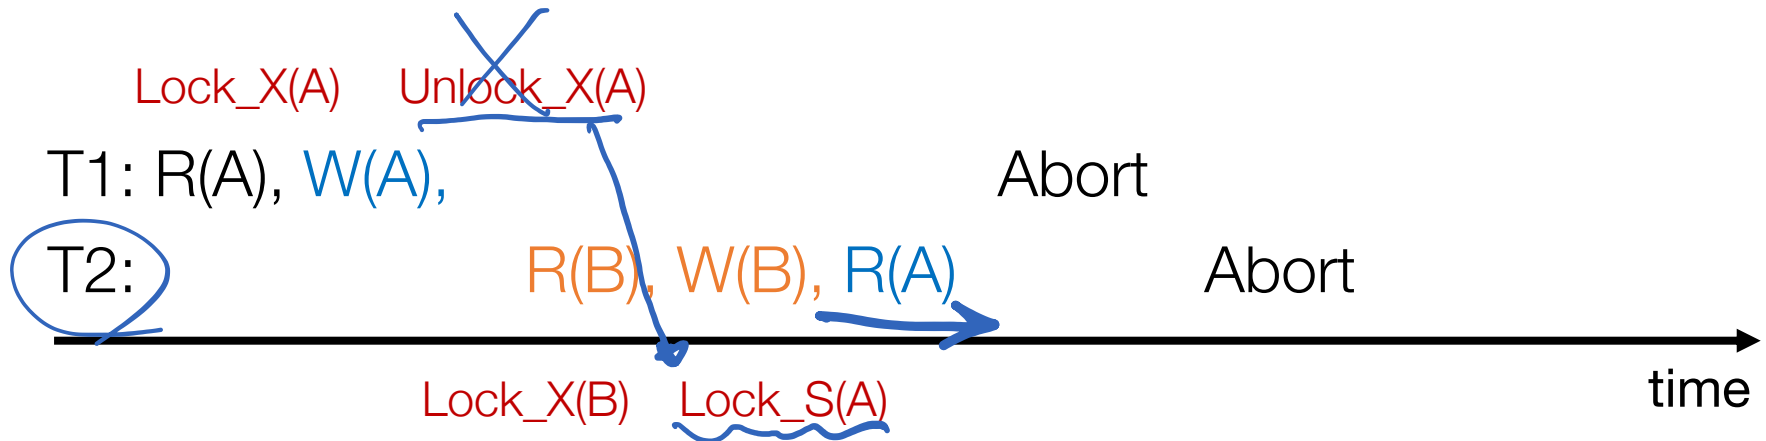 Lock_X(A) Unlock_X(A)
T1: R(A), W(A), Abort
T2: R(B), W(B), R(A) Abort
time
Lock_X(B) Lock_S(A)